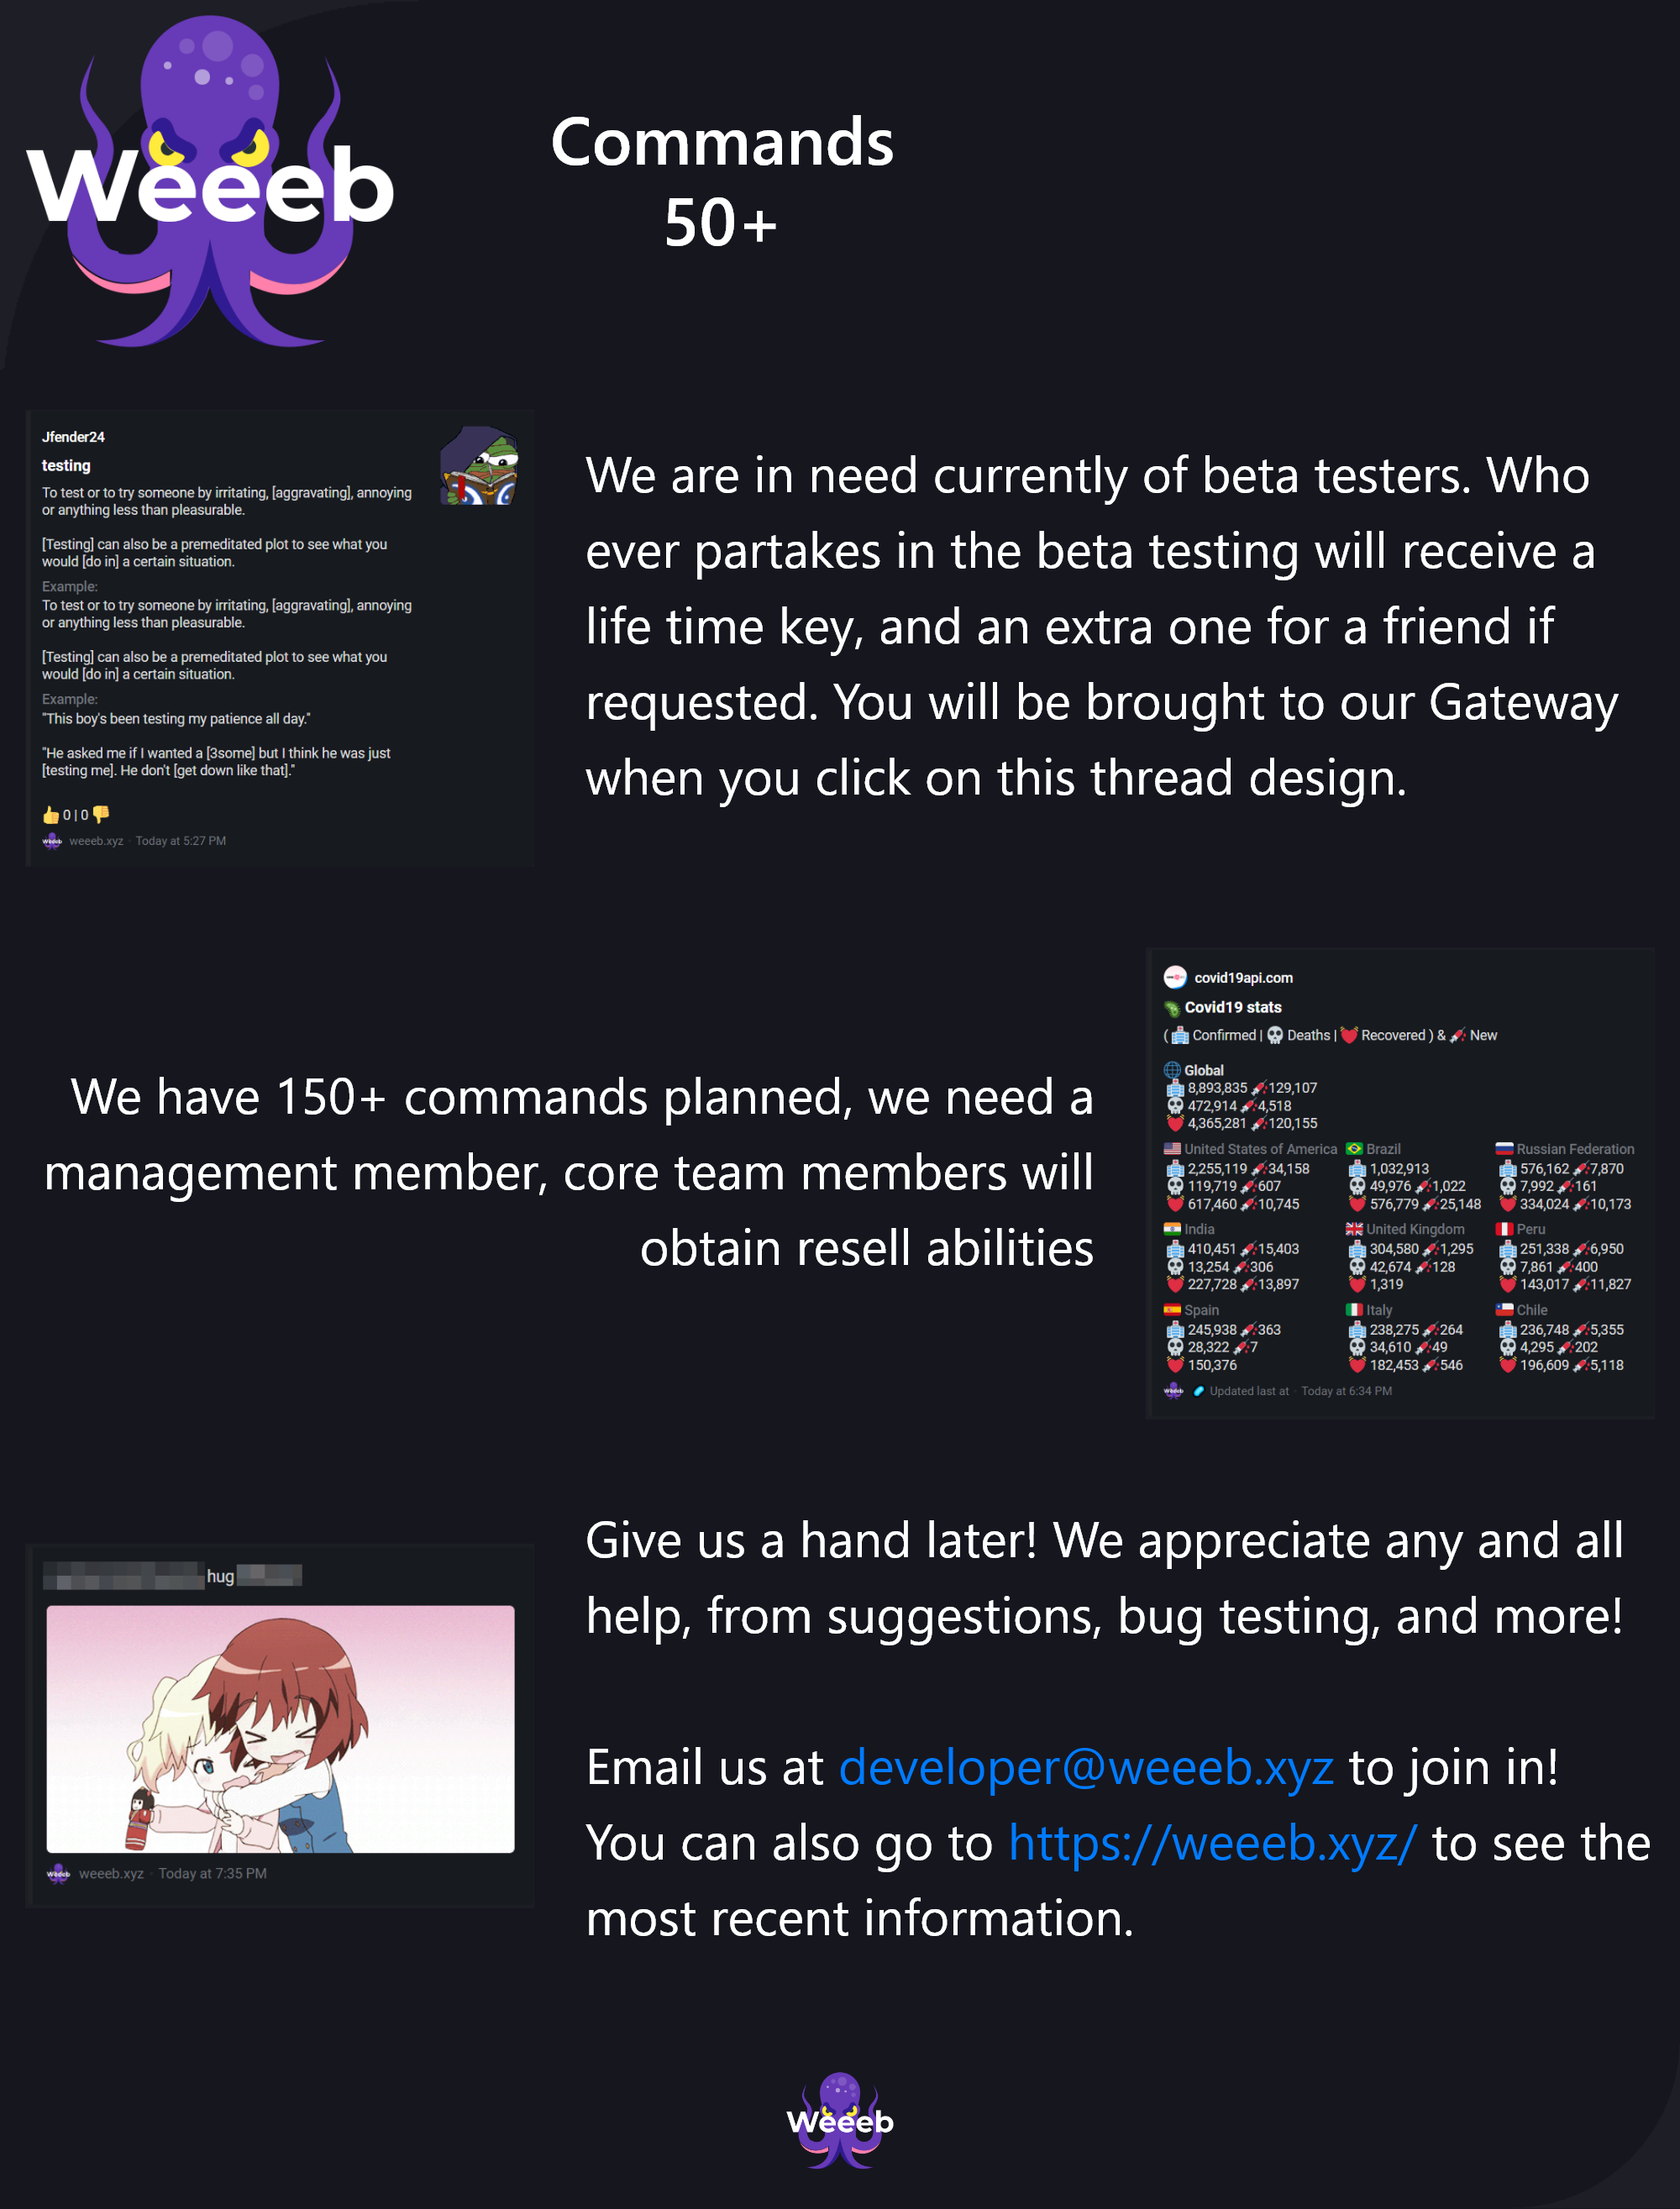 Weeeb
Commands
50+
Jfender24
testing
To test or to try someone by irritating, [aggravating], annoying
or anything less than pleasurable.
[Testing] can also be a premeditated plot to see what you
would [do in] a certain situation.
Example:
To test or to try someone by irritating, [aggravating], annoying
or anything less than pleasurable.
[Testing] can also be a premeditated plot to see what you
would [do in] a certain situation.
Example:
"This boy's been testing my patience all day."
"He asked me if I wanted a [3some] but I think he was just
[testing me]. He don't [get down like that]."
👍 0 | 0 👎
Weeeb weeeb.xyz · Today at 5:27 PM
We are in need currently of beta testers. Who
ever partakes in the beta testing will receive a
life time key, and an extra one for a friend if
requested. You will be brought to our Gateway
when you click on this thread design.
We have 150+ commands planned, we need a
management member, core team members will
obtain resell abilities
covid19api.com
Covid19 stats
( Confirmed | Deaths | Recovered ) & New
Global
8,893,835 129,107
472,914 4,518
4,365,281 120,155
United States of America Brazil Russian Federation
2,255,119 34,158 1,032,913 576,162 7,870
119,719 607 49,976 1,022 7,992 161
617,460 10,745 576,779 25,148 334,024 10,173
India United Kingdom Peru
410,451 15,403 304,580 1,295 251,338 6,950
13,254 306 42,674 128 7,861 400
227,728 13,897 1,319 143,017 11,827
Spain Italy Chile
245,938 363 238,275 264 236,748 5,355
28,322 7 34,610 49 4,295 202
150,376 182,453 546 196,609 5,118
Weeeb Updated last at · Today at 6:34 PM
hug
Weeeb weeeb.xyz · Today at 7:35 PM
Give us a hand later! We appreciate any and all
help, from suggestions, bug testing, and more!
Email us at developer@weeeb.xyz to join in!
You can also go to https://weeeb.xyz/ to see the
most recent information.
Weeeb